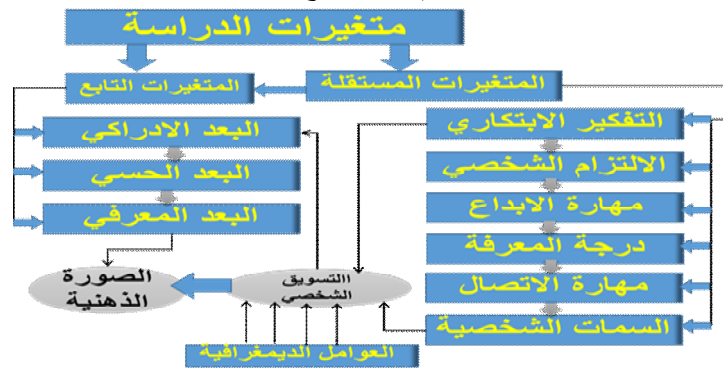 متغيرات الدراسة
المتغيرات المستقلة
المتغيرات التابع
التفكير الابتكاري
الالتزام الشخصي
مهارة الابداع
درجة المعرفة
مهارة الاتصال
السمات الشخصية
البعد الادراكي
البعد الحسي
البعد المعرفي
االتسويق
الشخصي
الصورة
الذهنية
العوامل الديمغرافية